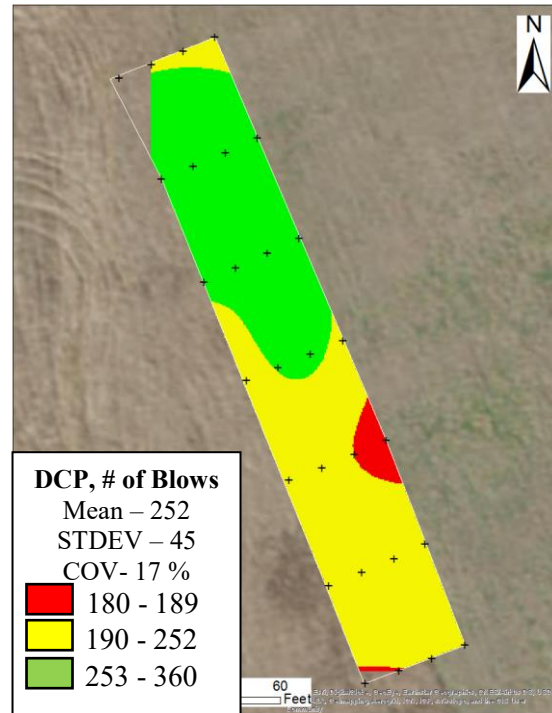 N
DCP, # of Blows
Mean – 252
STDEV – 45
COV- 17 %
180 - 189
190 - 252
253 - 360
60
Feet